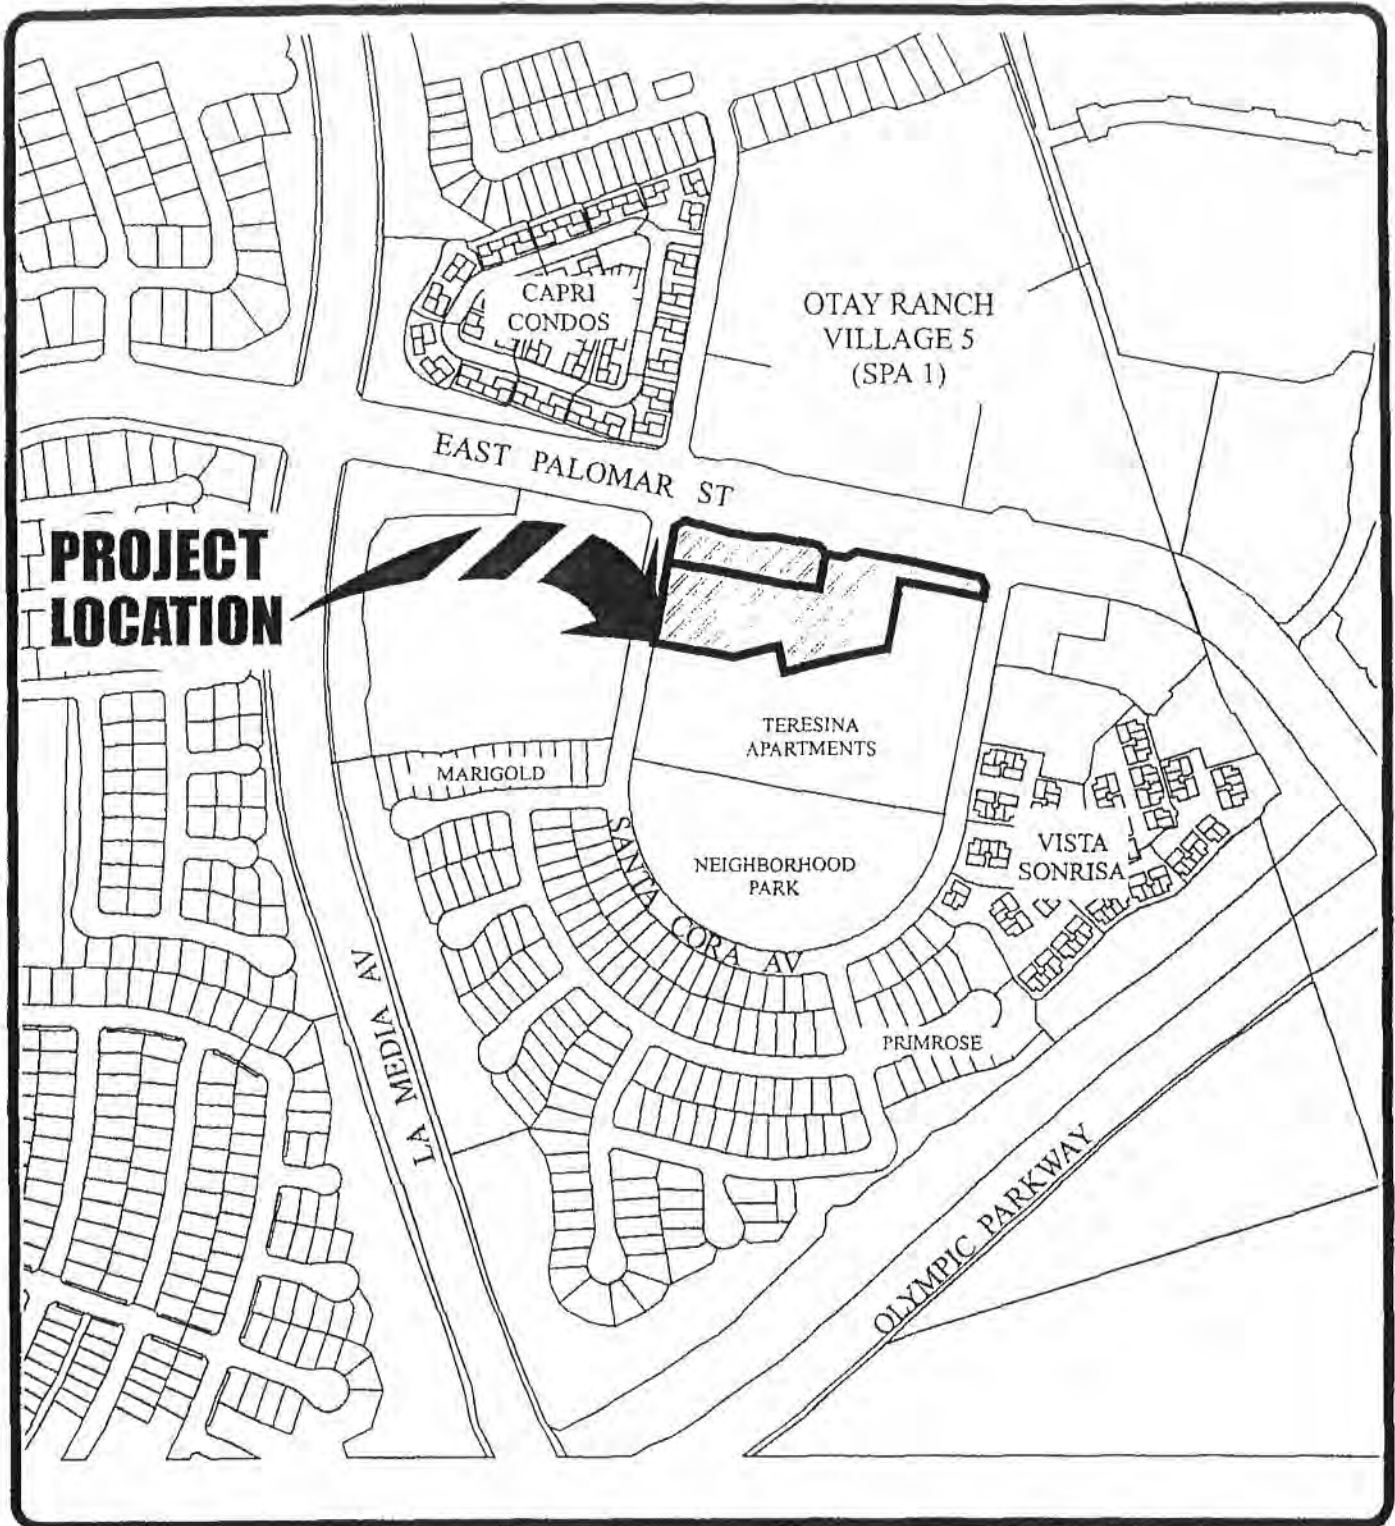 CAPRI
CONDOS
OTAY RANCH
VILLAGE 5
(SPA 1)
EAST PALOMAR ST
PROJECT
LOCATION
TERESINA
APARTMENTS
MARIGOLD
SANTA CORA AV
NEIGHBORHOOD
PARK
VISTA
SONRISA
LA MEDIA AV
PRIMROSE
OLYMPIC PARKWAY